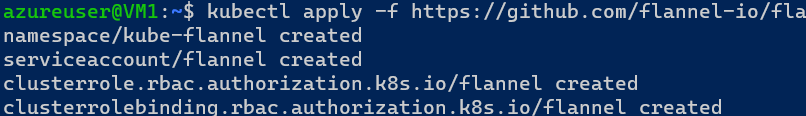 azureuser@VM1:~$ kubectl apply -f https://github.com/flannel-io/fla
namespace/kube-flannel created
serviceaccount/flannel created
clusterrole.rbac.authorization.k8s.io/flannel created
clusterrolebinding.rbac.authorization.k8s.io/flannel created